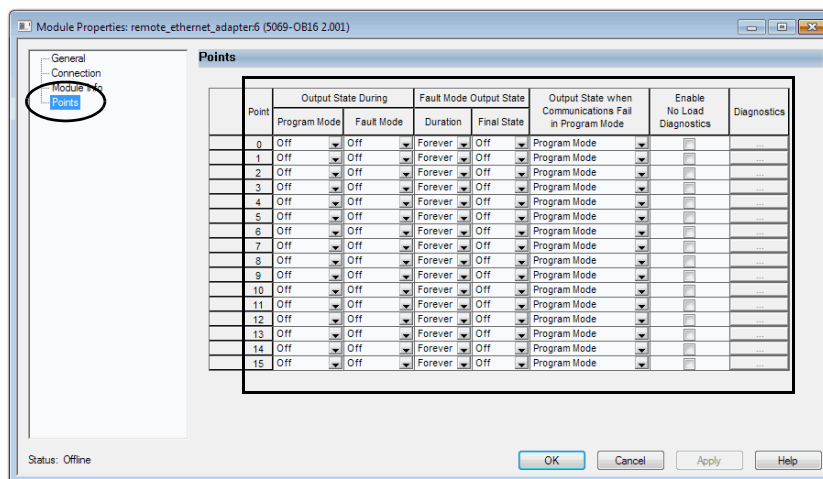 Module Properties: remote_ethernet_adapter:6 (5069-OB16 2.001)
General
Connection
Module Info
Points
Points
Point
Output State During
Program Mode
Fault Mode
Fault Mode Output State
Duration
Final State
Output State when
Communications Fail
in Program Mode
Enable
No Load
Diagnostics
Diagnostics
0 Off Off Forever Off Program Mode ...
1 Off Off Forever Off Program Mode ...
2 Off Off Forever Off Program Mode ...
3 Off Off Forever Off Program Mode ...
4 Off Off Forever Off Program Mode ...
5 Off Off Forever Off Program Mode ...
6 Off Off Forever Off Program Mode ...
7 Off Off Forever Off Program Mode ...
8 Off Off Forever Off Program Mode ...
9 Off Off Forever Off Program Mode ...
10 Off Off Forever Off Program Mode ...
11 Off Off Forever Off Program Mode ...
12 Off Off Forever Off Program Mode ...
13 Off Off Forever Off Program Mode ...
14 Off Off Forever Off Program Mode ...
15 Off Off Forever Off Program Mode ...
Status: Offline
OK
Cancel
Apply
Help